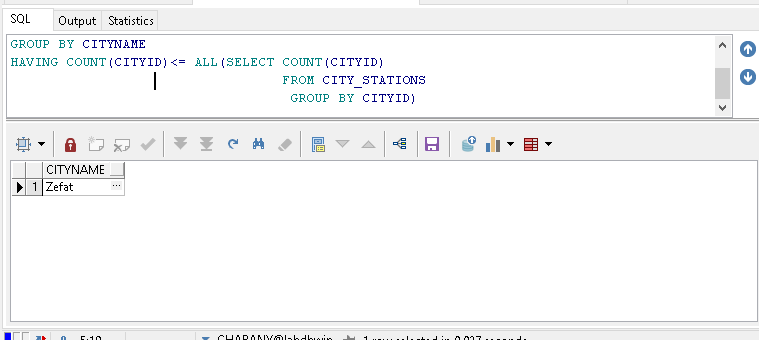 SQL Output Statistics
GROUP BY CITYNAME
HAVING COUNT(CITYID)<= ALL(SELECT COUNT(CITYID)
FROM CITY_STATIONS
GROUP BY CITYID)
CITYNAME
1 Zefat ...
5:19 CHARANY@labdbwin 1 row selected in 0.027 seconds